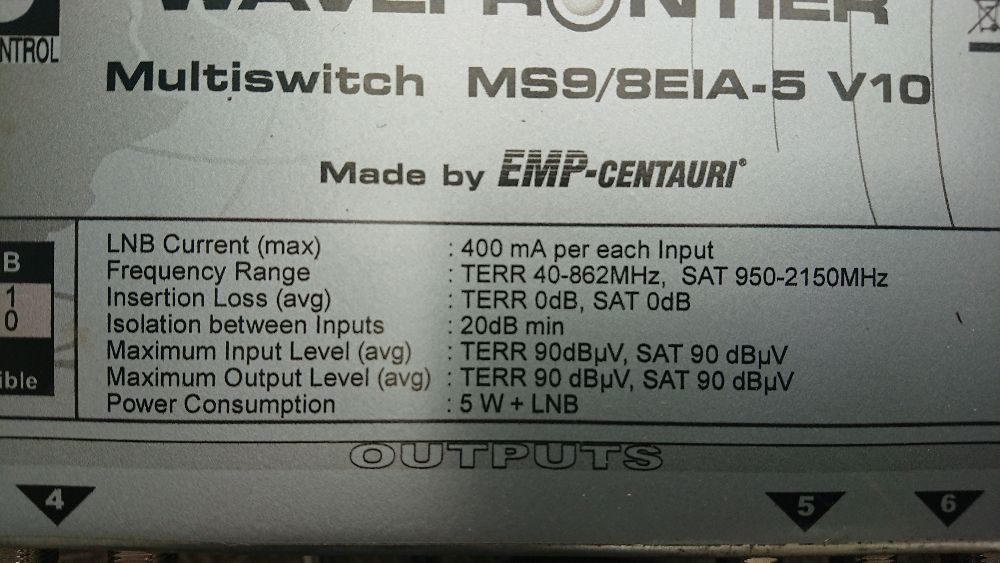 WAVEFRONTIER
NTROL
Multiswitch MS9/8EIA-5 V10
Made by EMP-CENTAURI®
B
1
0
ible
LNB Current (max) : 400 mA per each Input
Frequency Range : TERR 40-862MHz, SAT 950-2150MHz
Insertion Loss (avg) : TERR 0dB, SAT 0dB
Isolation between Inputs : 20dB min
Maximum Input Level (avg) : TERR 90dBµV, SAT 90 dBµV
Maximum Output Level (avg) : TERR 90 dBµV, SAT 90 dBµV
Power Consumption : 5 W + LNB
OUTPUTS
4 5 6